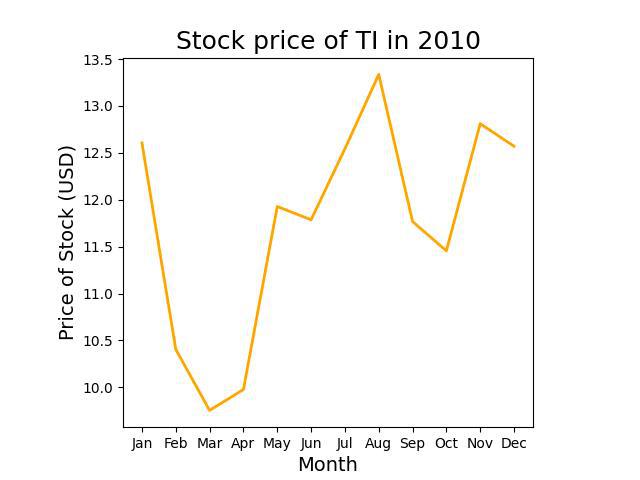 Stock price of TI in 2010
Price of Stock (USD)
13.5
13.0
12.5
12.0
11.5
11.0
10.5
10.0
Jan Feb Mar Apr May Jun Jul Aug Sep Oct Nov Dec
Month